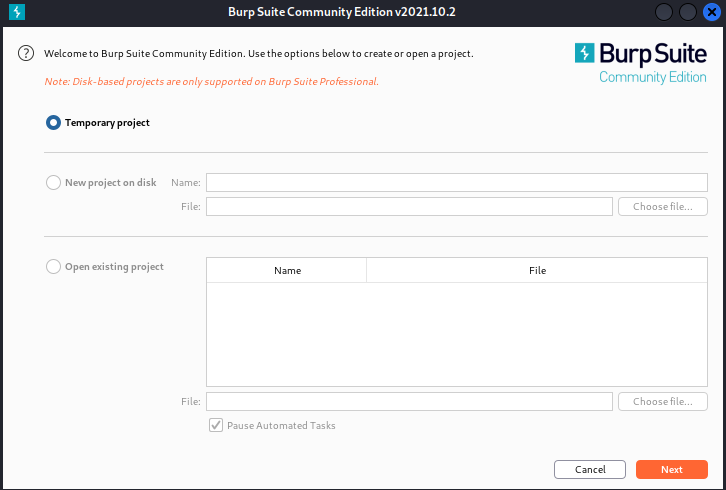 Burp Suite Community Edition v2021.10.2
Welcome to Burp Suite Community Edition. Use the options below to create or open a project.
Note: Disk-based projects are only supported on Burp Suite Professional.
Burp Suite
Community Edition
Temporary project
New project on disk Name:
File: Choose file...
Open existing project
Name File
File: Choose file...
Pause Automated Tasks
Cancel Next